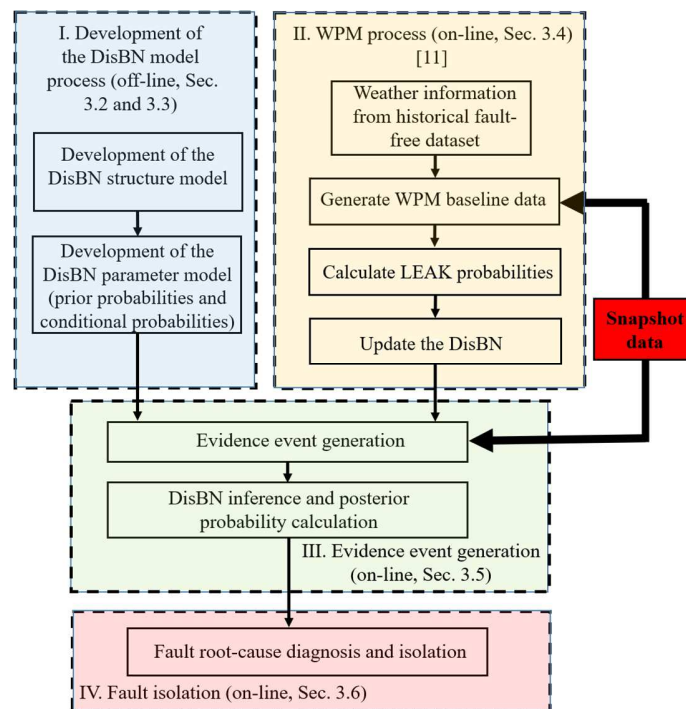 I. Development of
the DisBN model
process (off-line, Sec.
3.2 and 3.3)
Development of the
DisBN structure model
Development of the
DisBN parameter model
(prior probabilities and
conditional probabilities)
II. WPM process (on-line, Sec. 3.4)
[11]
Weather information
from historical fault-
free dataset
Generate WPM baseline data
Calculate LEAK probabilities
Update the DisBN
Snapshot
data
Evidence event generation
DisBN inference and posterior
probability calculation
III. Evidence event generation
(on-line, Sec. 3.5)
Fault root-cause diagnosis and isolation
IV. Fault isolation (on-line, Sec. 3.6)